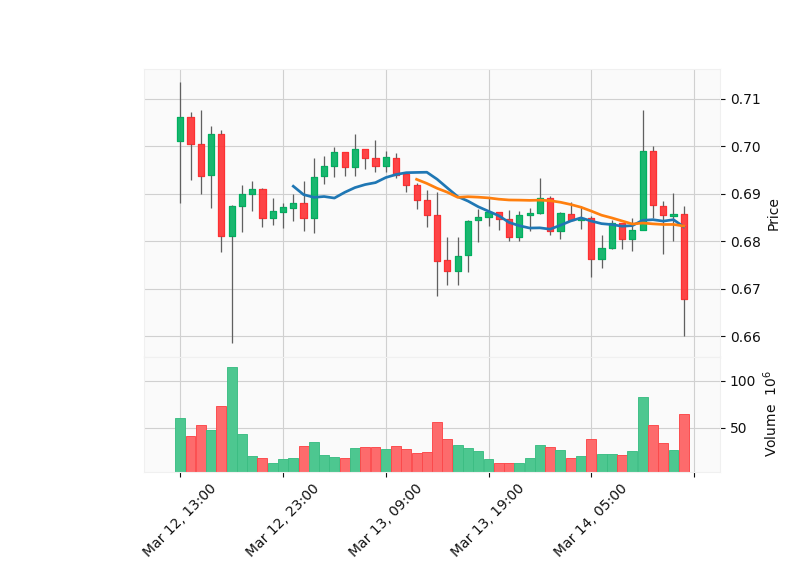 0.71
0.70
0.69
0.68
0.67
0.66
Price
100
50
Volume 10^6
Mar 12, 13:00
Mar 12, 23:00
Mar 13, 09:00
Mar 13, 19:00
Mar 14, 05:00